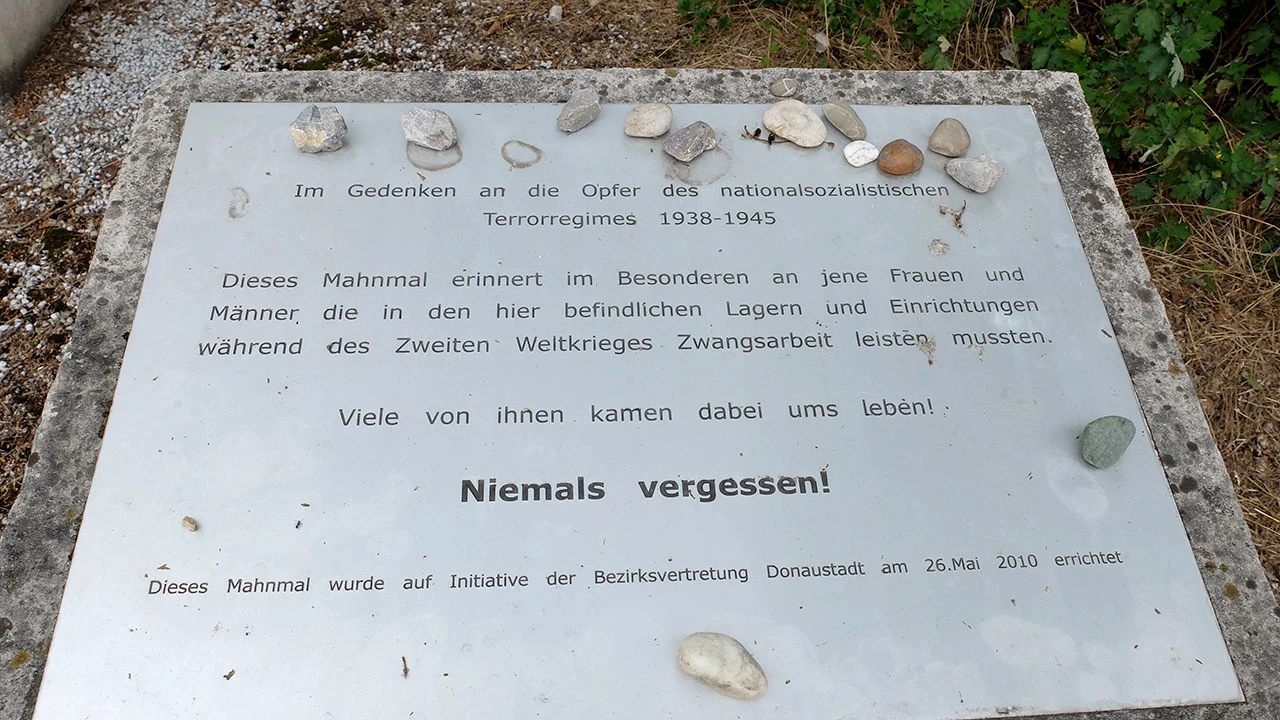 Im Gedenken an die Opfer des nationalsozialistischen
Terrorregimes 1938-1945
Dieses Mahnmal erinnert im Besonderen an jene Frauen und
Männer die in den hier befindlichen Lagern und Einrichtungen
während des Zweiten Weltkrieges Zwangsarbeit leisten mussten.
Viele von ihnen kamen dabei ums leben!
Niemals vergessen!
Dieses Mahnmal wurde auf Initiative der Bezirksvertretung Donaustadt am 26.Mai 2010 errichtet